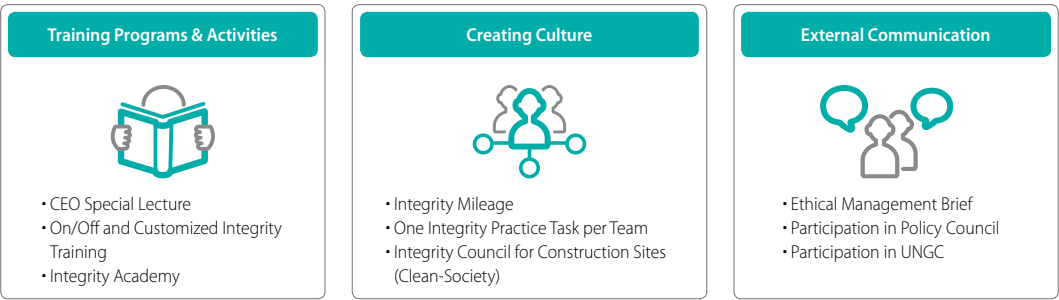 Training Programs & Activities
• CEO Special Lecture
• On/Off and Customized Integrity
Training
• Integrity Academy
Creating Culture
• Integrity Mileage
• One Integrity Practice Task per Team
• Integrity Council for Construction Sites
(Clean-Society)
External Communication
• Ethical Management Brief
• Participation in Policy Council
• Participation in UNGC